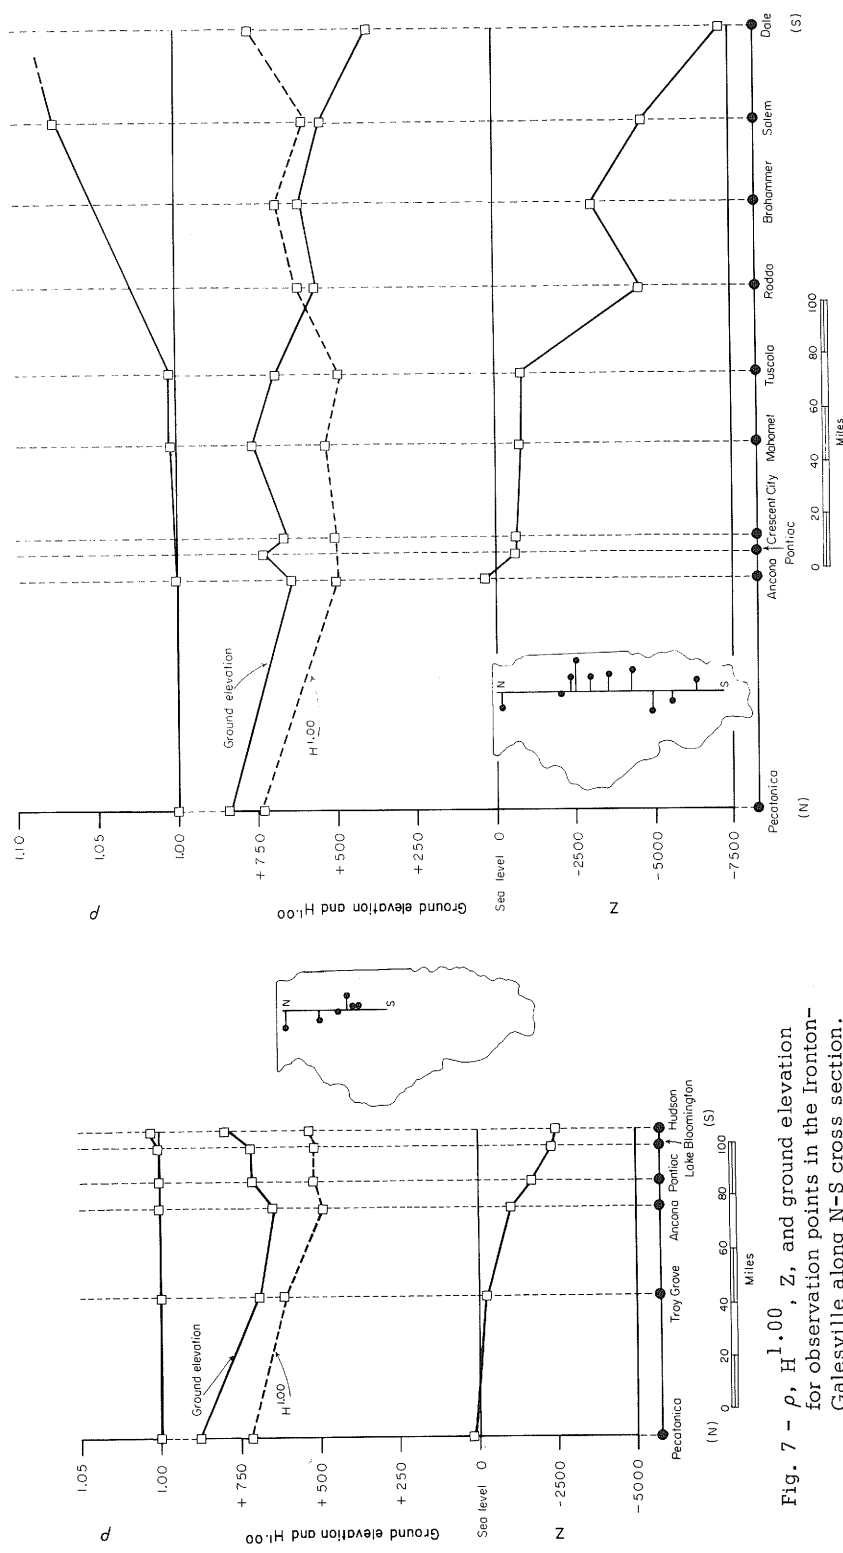 1.10
1.05
1.00
ρ
+ 750
+ 500
+ 250
Sea level 0
Ground elevation and H1.00
-2500
-5000
-7500
Z
Ground elevation
H1.00
N
S
Pecatonica
Ancona
Pontiac
Crescent City
Mahomet
Tuscola
Rodda
Brohammer
Salem
Dale
(N)
(S)
0 20 40 60 80 100
Miles
1.05
1.00
ρ
+ 750
+ 500
+ 250
Sea level 0
Ground elevation and H1.00
-2500
-5000
Z
Ground elevation
H1.00
N
S
Pecatonica
Troy Grove
Ancona
Pontiac
Lake Bloomington
Hudson
(N)
(S)
0 20 40 60 80 100
Miles
Fig. 7 - ρ, H1.00, Z, and ground elevation
for observation points in the Ironton-
Galesville along N-S cross section.